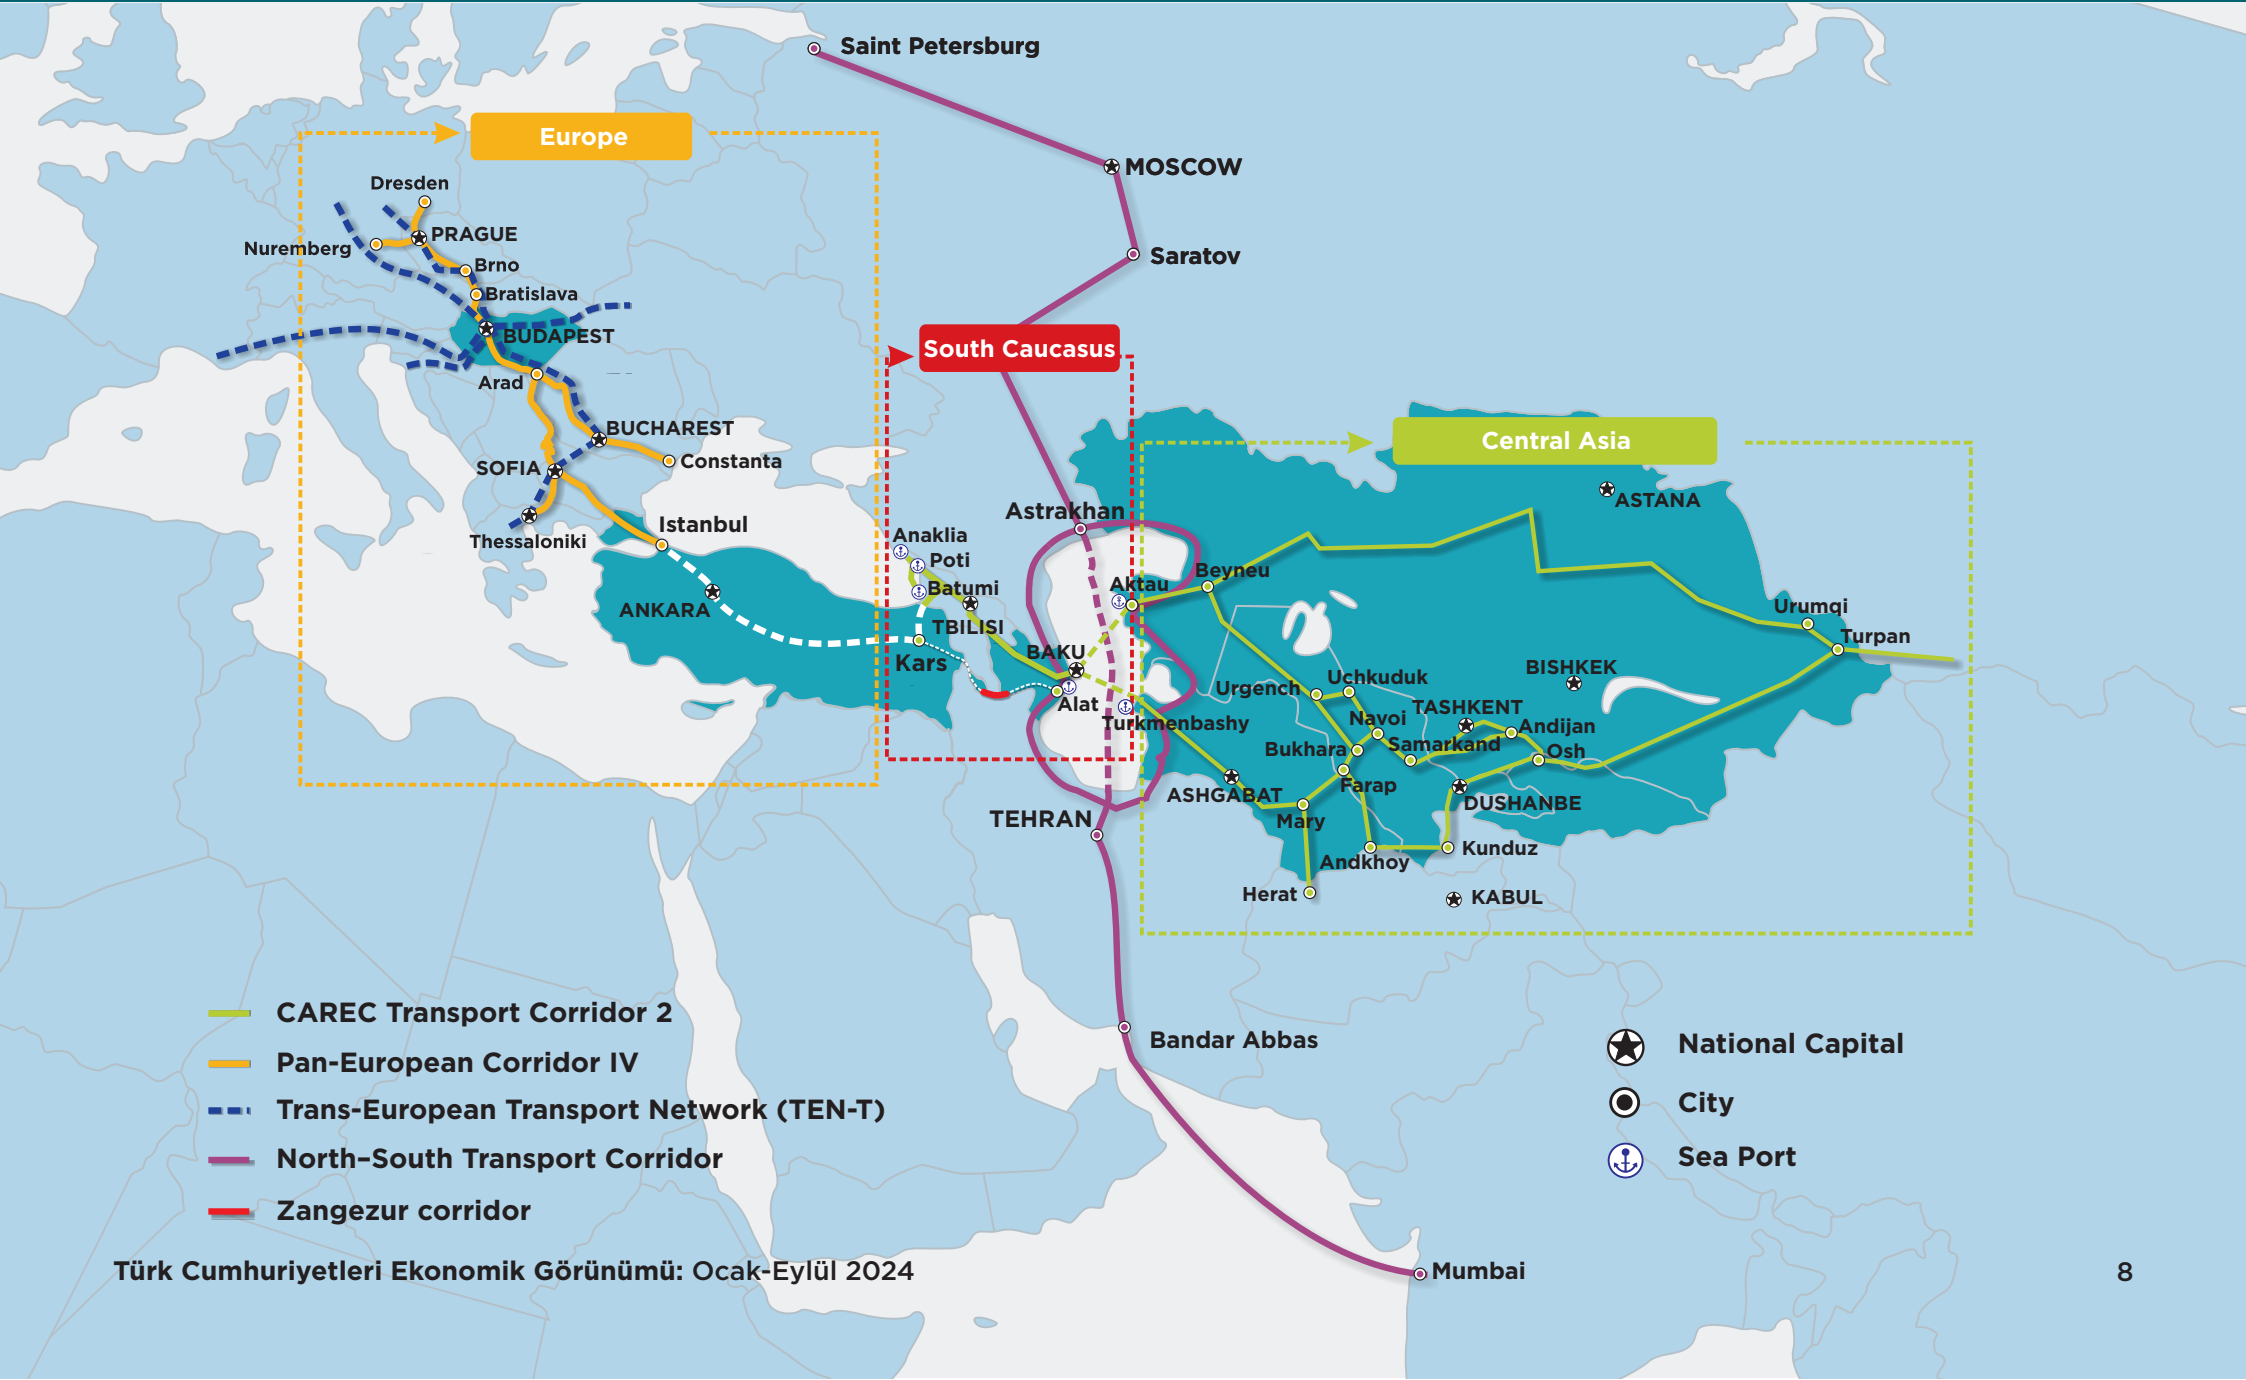 Saint Petersburg
Europe
MOSCOW
Dresden
PRAGUE
Nuremberg
Brno
Saratov
Bratislava
BUDAPEST
South Caucasus
Arad
BUCHAREST
Central Asia
SOFIA
Constanta
ASTANA
Astrakhan
Istanbul
Thessaloniki
Anaklia
Poti
Beyneu
Batumi
Aktau
ANKARA
Urumqi
TBILISI
Turpan
BAKU
Kars
BISHKEK
Uchkuduk
Urgench
Alat
TASHKENT
Turkmenbashy
Navoi
Andijan
Samarkand
Bukhara
Osh
Farap
ASHGABAT
DUSHANBE
TEHRAN
Mary
Kunduz
Andkhoy
Herat
KABUL
CAREC Transport Corridor 2
Bandar Abbas
National Capital
Pan-European Corridor IV
City
Trans-European Transport Network (TEN-T)
Sea Port
North–South Transport Corridor
Zangezur corridor
Mumbai
Türk Cumhuriyetleri Ekonomik Görünümü: Ocak-Eylül 2024
8